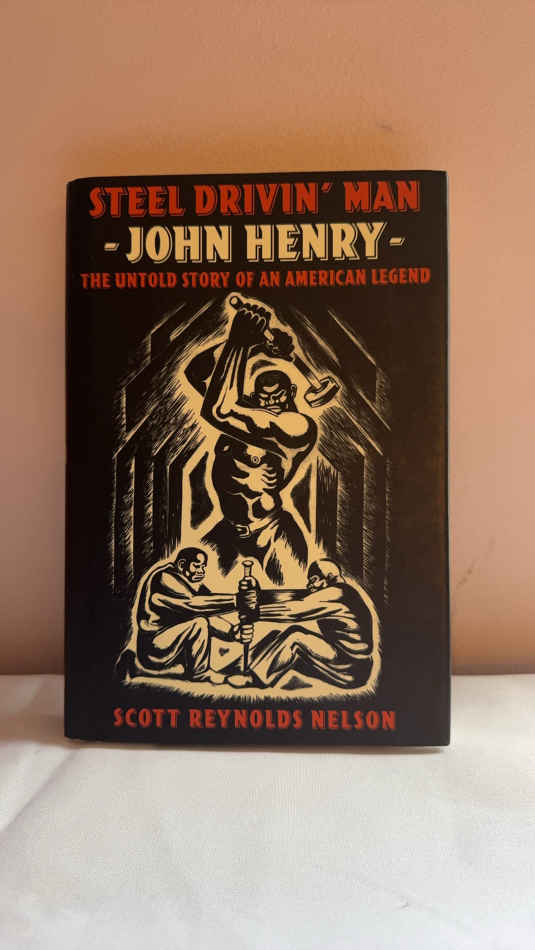 STEEL DRIVIN' MAN
- JOHN HENRY -
THE UNTOLD STORY OF AN AMERICAN LEGEND
SCOTT REYNOLDS NELSON